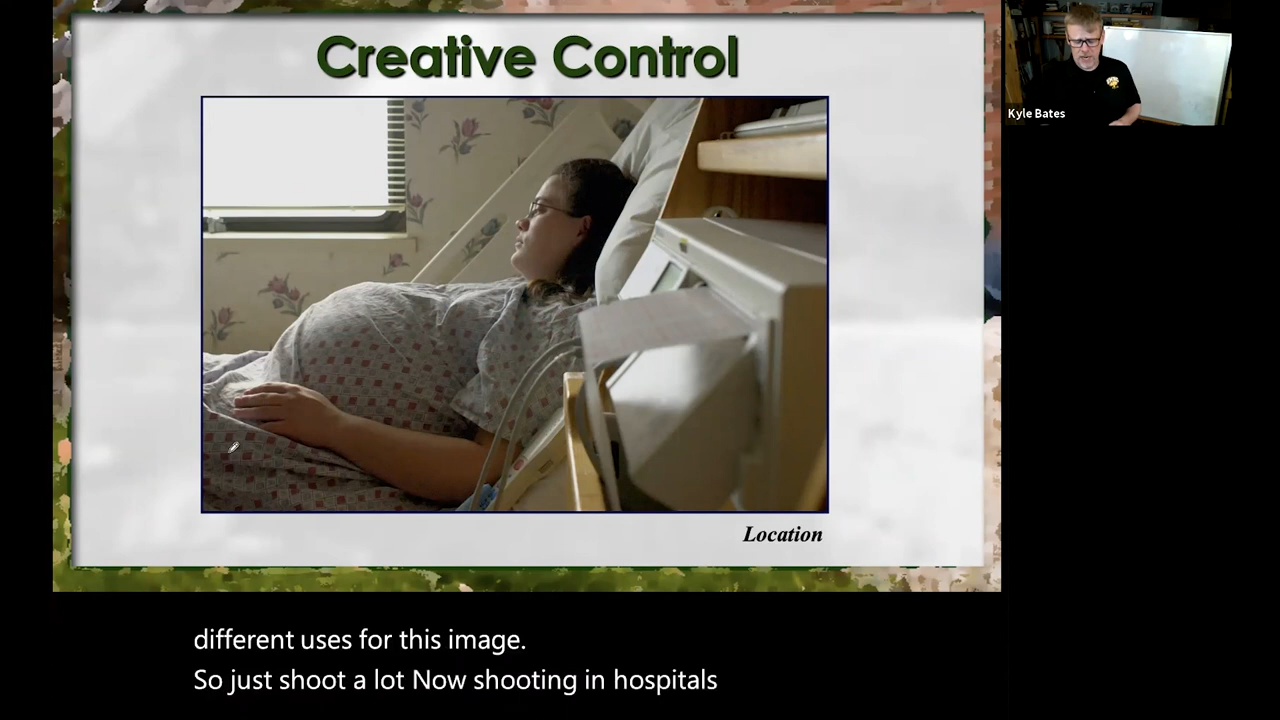 Creative Control
Kyle Bates
Location
different uses for this image.
So just shoot a lot Now shooting in hospitals